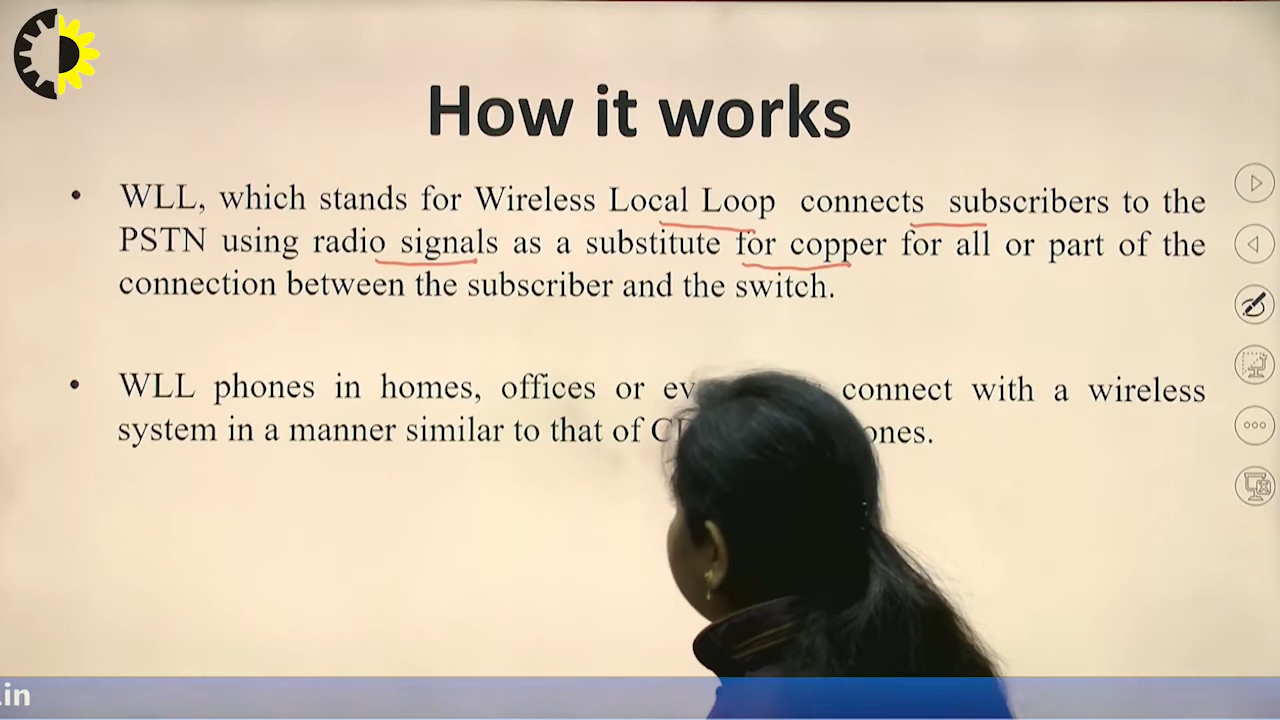 How it works
• WLL, which stands for Wireless Local Loop connects subscribers to the
PSTN using radio signals as a substitute for copper for all or part of the
connection between the subscriber and the switch.
• WLL phones in homes, offices or connect with a wireless
system in a manner similar to that of
.in